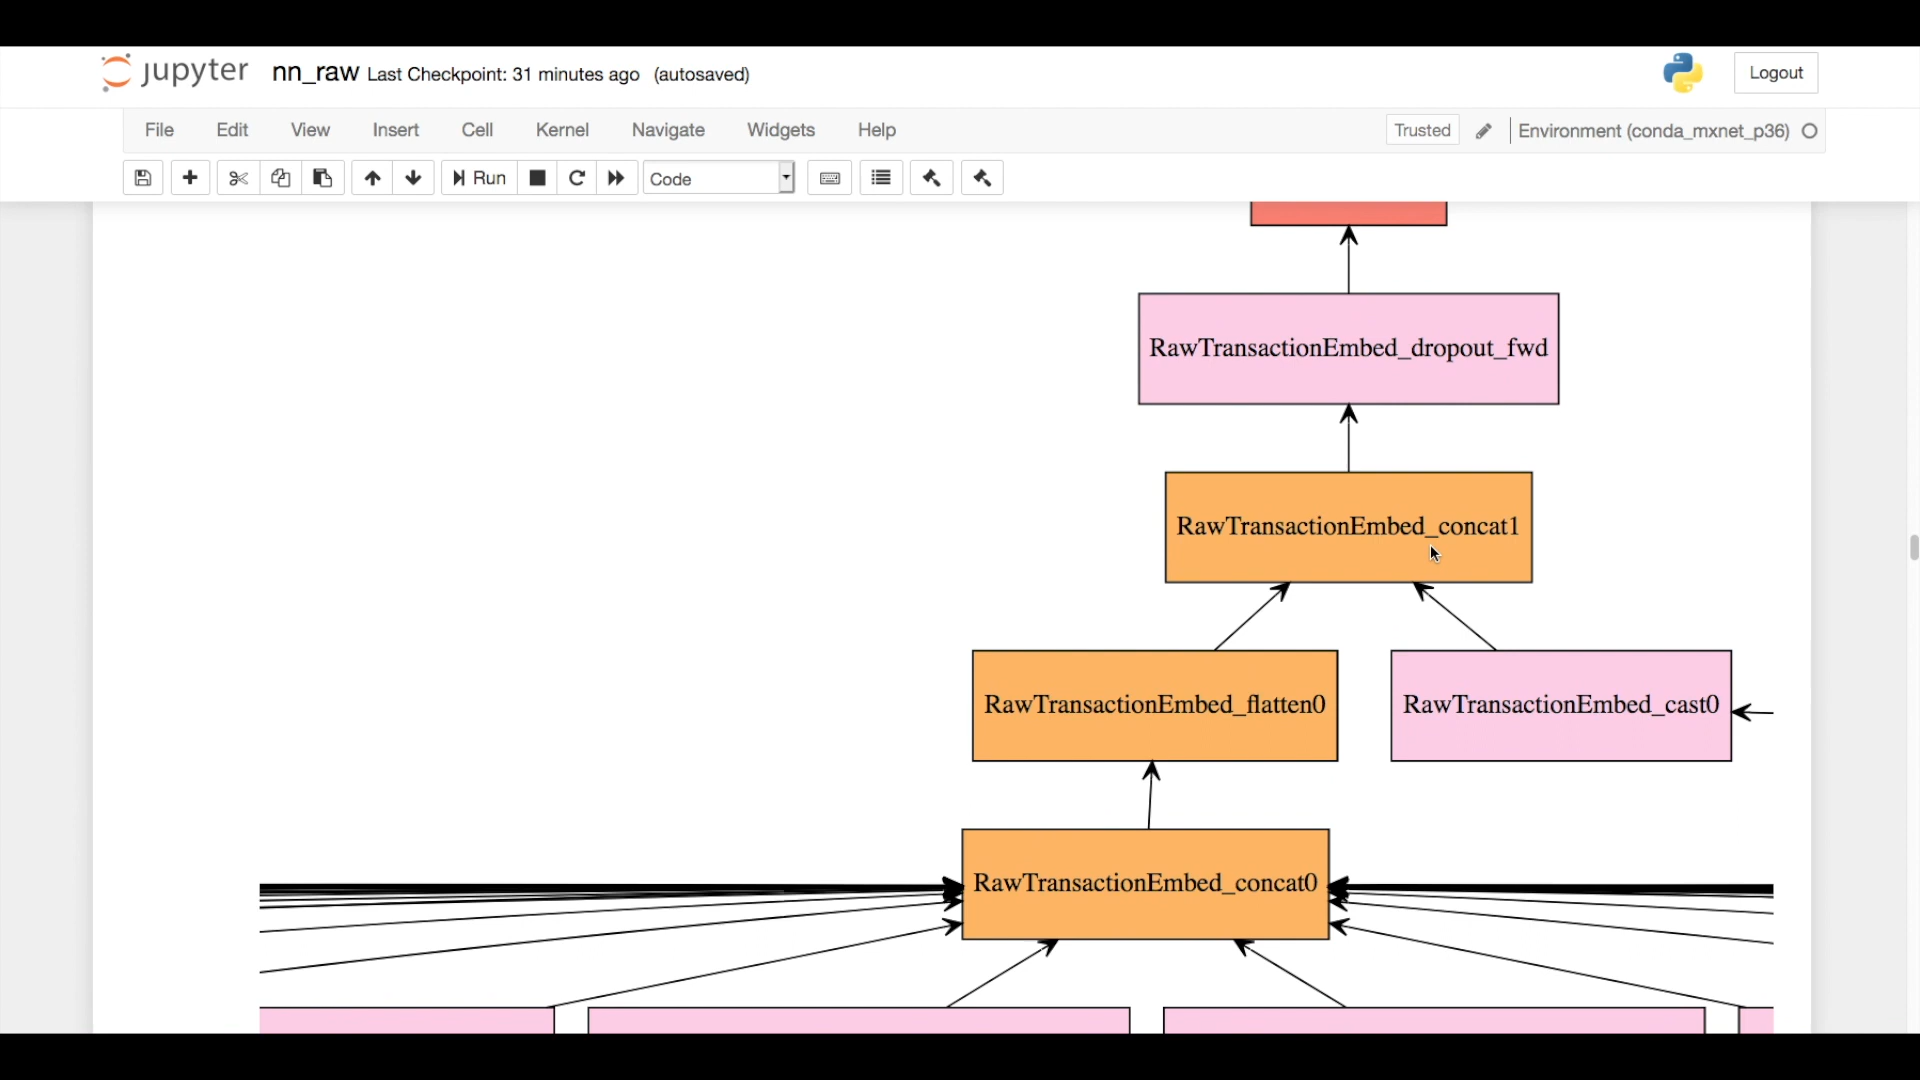 jupyter nn_raw Last Checkpoint: 31 minutes ago (autosaved) Logout
File Edit View Insert Cell Kernel Navigate Widgets Help Trusted Environment (conda_mxnet_p36)
Run Code
RawTransactionEmbed_dropout_fwd
RawTransactionEmbed_concat1
RawTransactionEmbed_flatten0 RawTransactionEmbed_cast0
RawTransactionEmbed_concat0